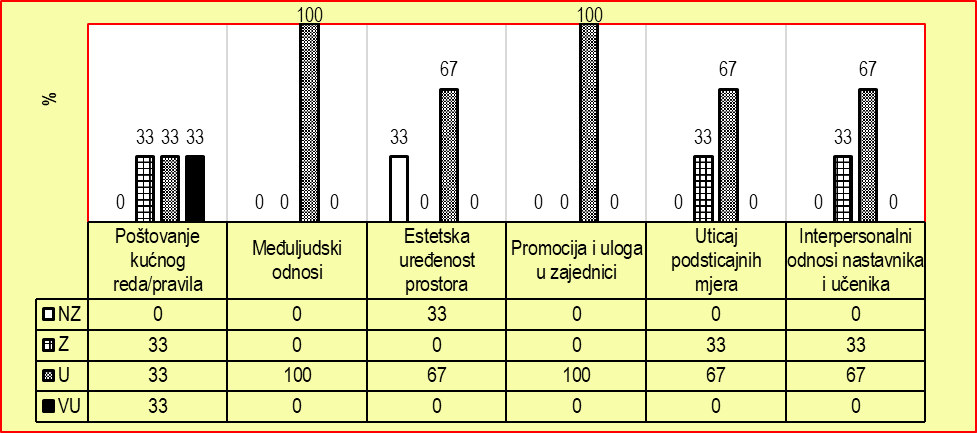 100 100
67 67 67
%
33 33 33 33 33 33
0 0 0 0 0 0 0 0 0 0 0 0 0
Poštovanje kućnog reda/pravila
Međuljudski odnosi
Estetska uređenost prostora
Promocija i uloga u zajednici
Uticaj podsticajnih mjera
Interpersonalni odnosi nastavnika i učenika
NZ 0 0 33 0 0 0
Z 33 0 0 0 33 33
U 33 100 67 100 67 67
VU 33 0 0 0 0 0